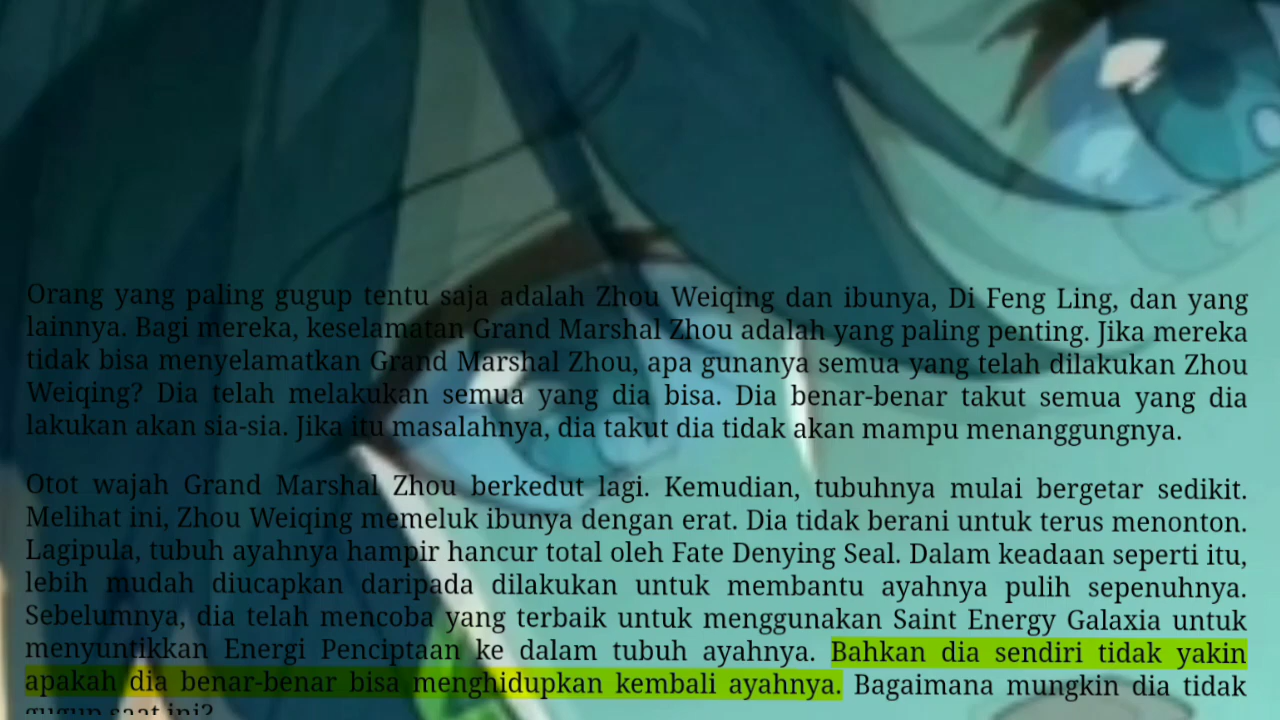 Orang yang paling gugup tentu saja adalah Zhou Weiqing dan ibunya, Di Feng Ling, dan yang
lainnya. Bagi mereka, keselamatan Grand Marshal Zhou adalah yang paling penting. Jika mereka
tidak bisa menyelamatkan Grand Marshal Zhou, apa gunanya semua yang telah dilakukan Zhou
Weiqing? Dia telah melakukan semua yang dia bisa. Dia benar-benar takut semua yang dia
lakukan akan sia-sia. Jika itu masalahnya, dia takut dia tidak akan mampu menanggungnya.
Otot wajah Grand Marshal Zhou berkedut lagi. Kemudian, tubuhnya mulai bergetar sedikit.
Melihat ini, Zhou Weiqing memeluk ibunya dengan erat. Dia tidak berani untuk terus menonton.
Lagipula, tubuh ayahnya hampir hancur total oleh Fate Denying Seal. Dalam keadaan seperti itu,
lebih mudah diucapkan daripada dilakukan untuk membantu ayahnya pulih sepenuhnya.
Sebelumnya, dia telah mencoba yang terbaik untuk menggunakan Saint Energy Galaxia untuk
menyuntikkan Energi Penciptaan ke dalam tubuh ayahnya. Bahkan dia sendiri tidak yakin
apakah dia benar-benar bisa menghidupkan kembali ayahnya. Bagaimana mungkin dia tidak
gugup saat ini?